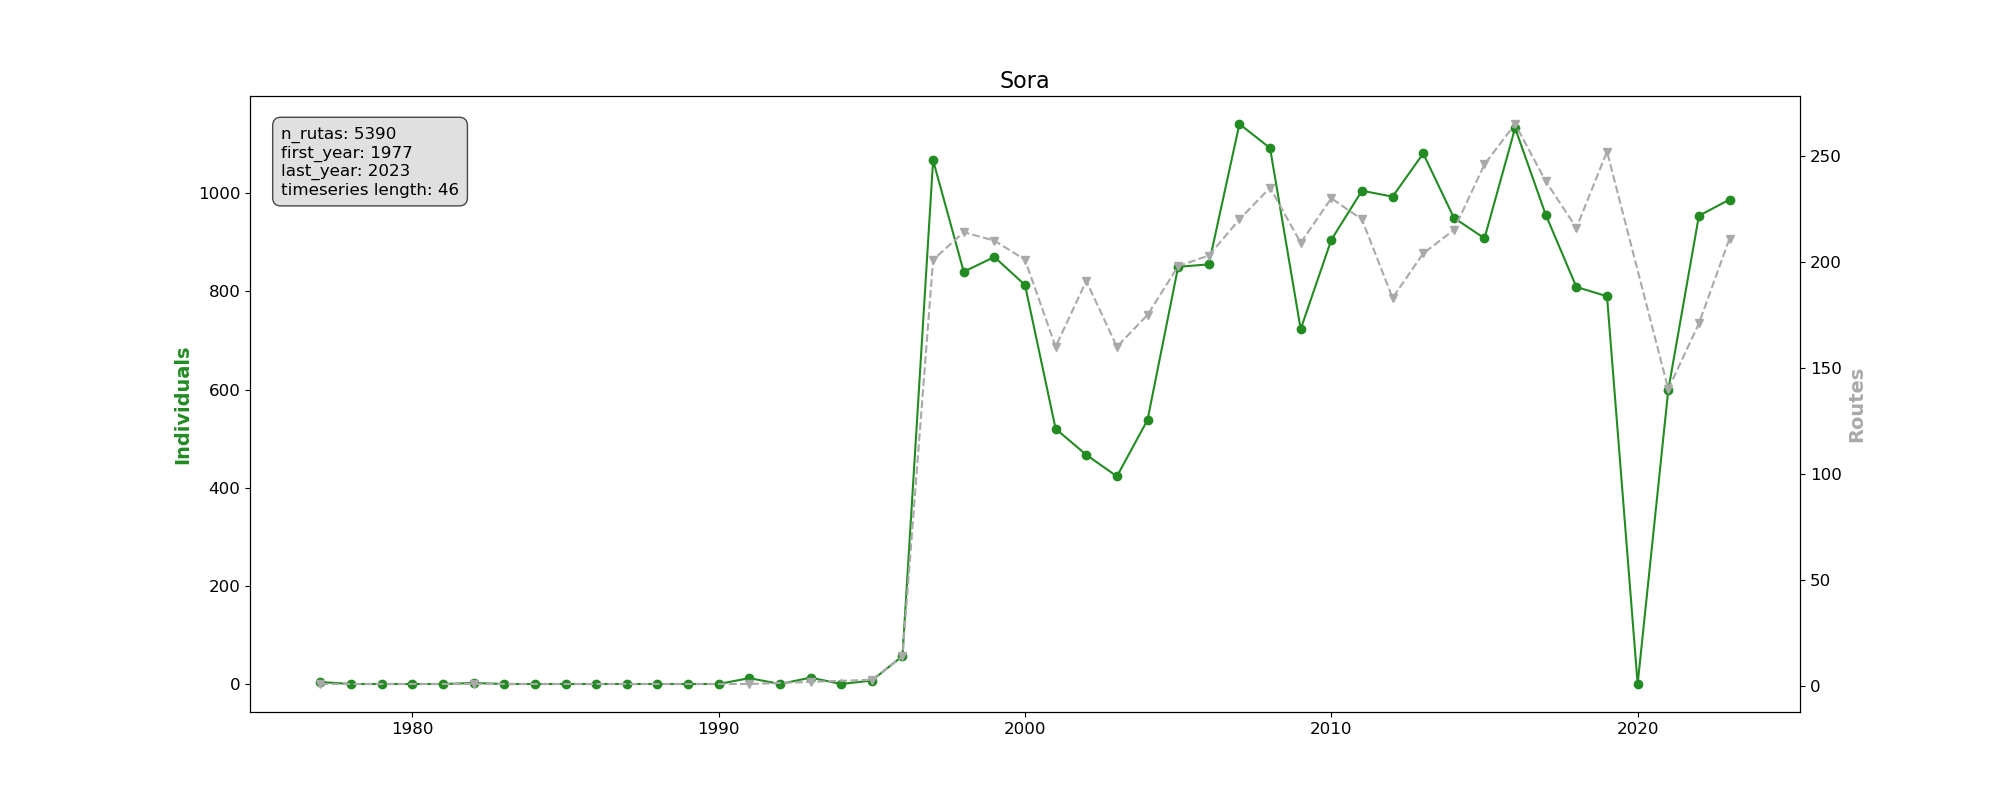 Sora
n_rutas: 5390
first_year: 1977
last_year: 2023
timeseries length: 46
Individuals
Routes
1000
800
600
400
200
0
250
200
150
100
50
0
1980 1990 2000 2010 2020